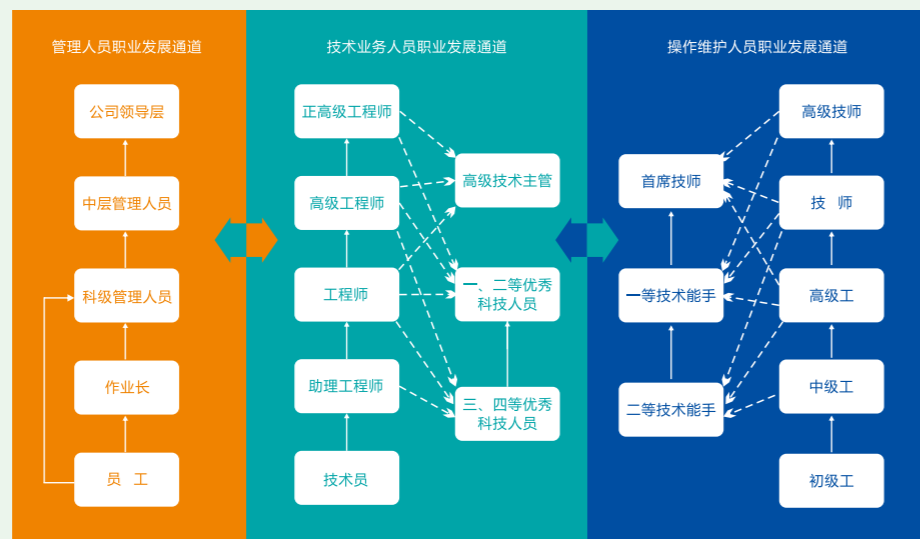 管理人员职业发展通道
公司领导层
中层管理人员
科级管理人员
作业长
员 工
技术业务人员职业发展通道
正高级工程师
高级工程师
工程师
助理工程师
技术员
高级技术主管
一、二等优秀
科技人员
三、四等优秀
科技人员
操作维护人员职业发展通道
首席技师
一等技术能手
二等技术能手
高级技师
技 师
高级工
中级工
初级工